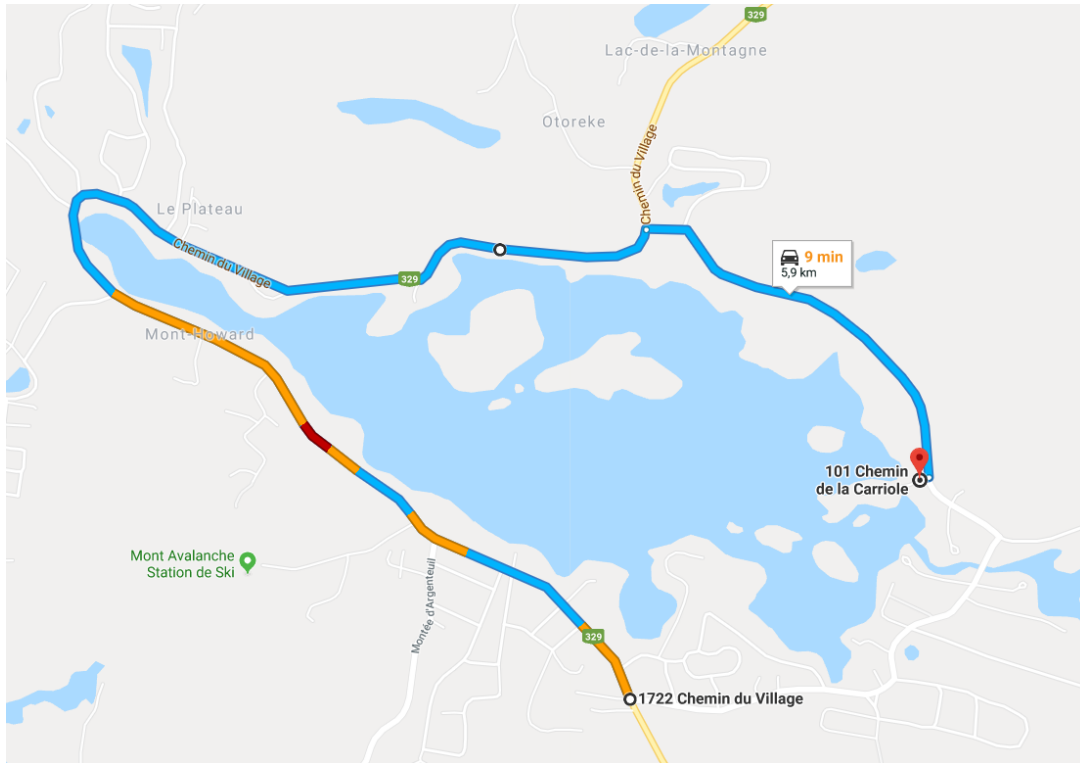 329
Lac-de-la-Montagne
Otoreke
Chemin du Village
Le Plateau
Chemin du Village
329
9 min
5,9 km
Mont-Howard
101 Chemin
de la Carriole
Mont Avalanche
Station de Ski
Montée d'Argenteuil
329
1722 Chemin du Village